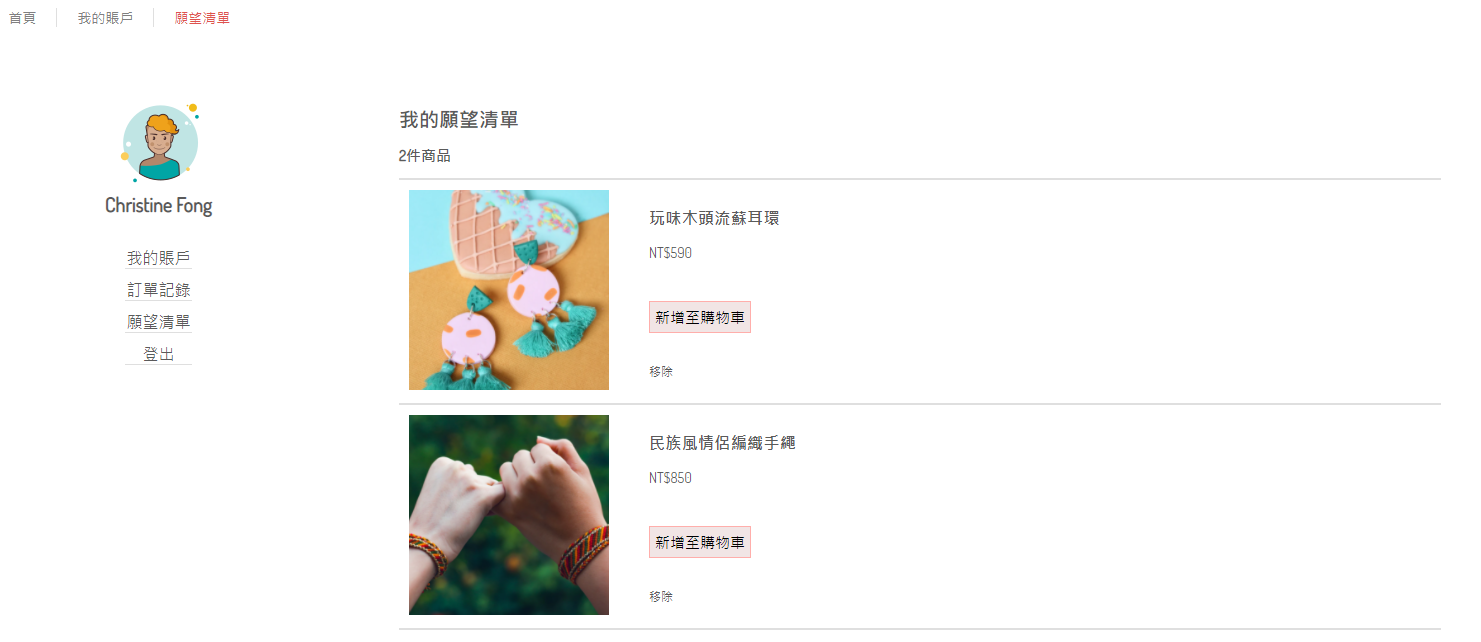 首頁 我的賬戶 願望清單
Christine Fong
我的賬戶
訂單記錄
願望清單
登出
我的願望清單
2件商品
玩味木頭流蘇耳環
NT$590
新增至購物車
移除
民族風情侶編織手繩
NT$850
新增至購物車
移除